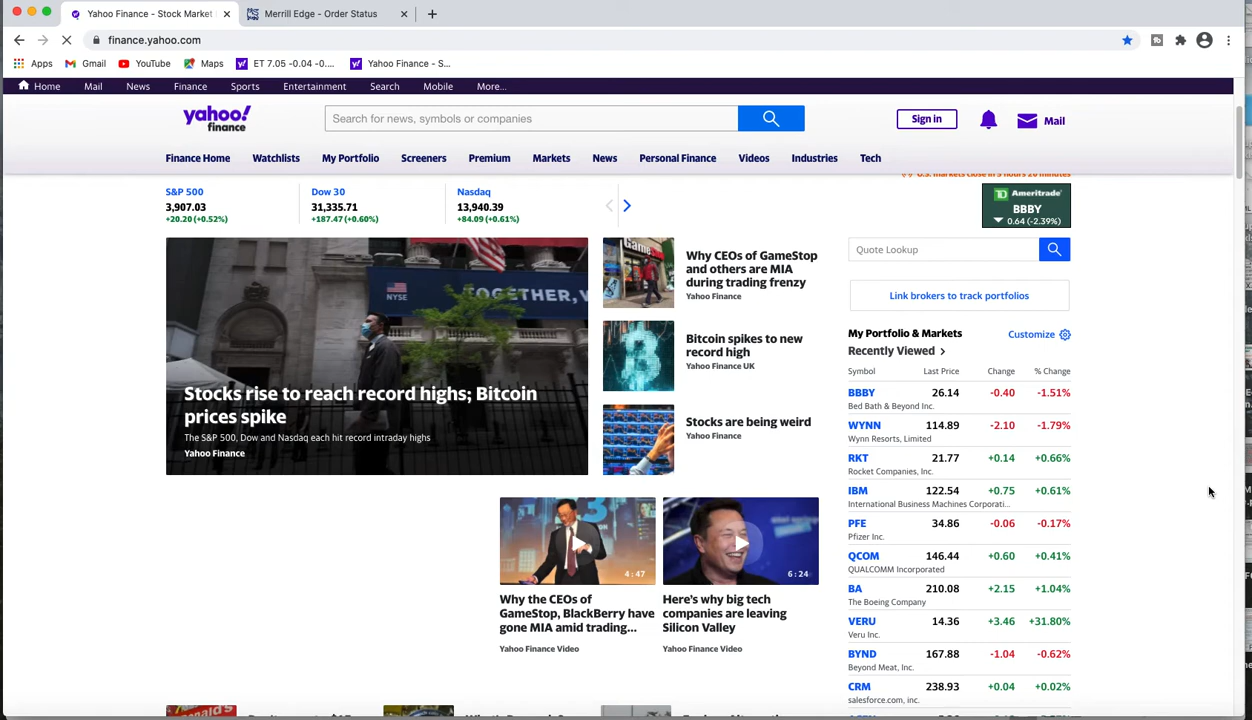 Yahoo Finance - Stock Market
Merrill Edge - Order Status
finance.yahoo.com
Apps
Gmail
YouTube
Maps
ET 7.05 -0.04 -0....
Yahoo Finance - S...
Home
Mail
News
Finance
Sports
Entertainment
Search
Mobile
More...
yahoo!
finance
Search for news, symbols or companies
Sign in
Mail
Finance Home
Watchlists
My Portfolio
Screeners
Premium
Markets
News
Personal Finance
Videos
Industries
Tech
S&P 500
3,907.03
+20.20 (+0.52%)
Dow 30
31,335.71
+187.47 (+0.60%)
Nasdaq
13,940.39
+84.09 (+0.61%)
Ameritrade
BBBY
0.64 (-2.39%)
NYSE
TOGETHER, W
Stocks rise to reach record highs; Bitcoin
prices spike
The S&P 500, Dow and Nasdaq each hit record intraday highs
Yahoo Finance
Game
Why CEOs of GameStop
and others are MIA
during trading frenzy
Yahoo Finance
Bitcoin spikes to new
record high
Yahoo Finance UK
Stocks are being weird
Yahoo Finance
4:47
Why the CEOs of
GameStop, BlackBerry have
gone MIA amid trading...
Yahoo Finance Video
6:24
Here's why big tech
companies are leaving
Silicon Valley
Yahoo Finance Video
Quote Lookup
Link brokers to track portfolios
My Portfolio & Markets
Customize
Recently Viewed
Symbol Last Price Change % Change
BBBY 26.14 -0.40 -1.51%
Bed Bath & Beyond Inc.
WYNN 114.89 -2.10 -1.79%
Wynn Resorts, Limited
RKT 21.77 +0.14 +0.66%
Rocket Companies, Inc.
IBM 122.54 +0.75 +0.61%
International Business Machines Corporati...
PFE 34.86 -0.06 -0.17%
Pfizer Inc.
QCOM 146.44 +0.60 +0.41%
QUALCOMM Incorporated
BA 210.08 +2.15 +1.04%
The Boeing Company
VERU 14.36 +3.46 +31.80%
Veru Inc.
BYND 167.88 -1.04 -0.62%
Beyond Meat, Inc.
CRM 238.93 +0.04 +0.02%
salesforce.com, inc.